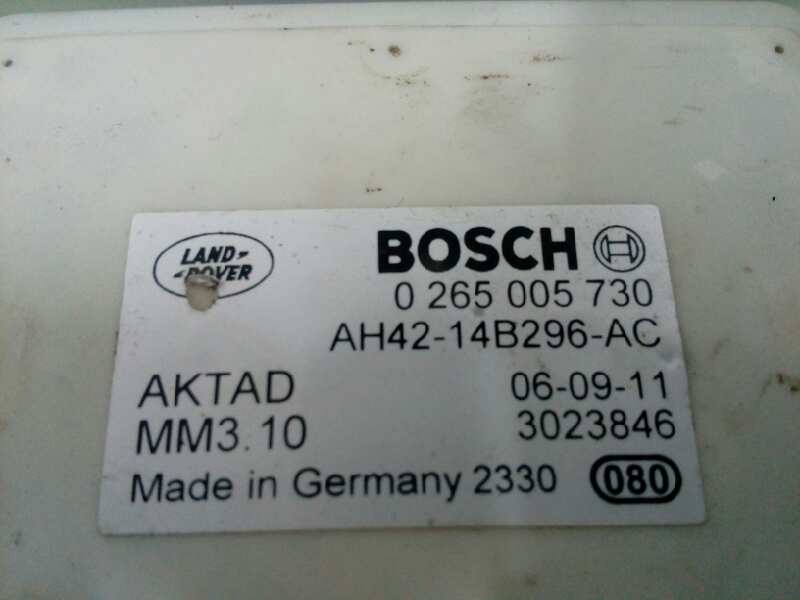 LAND-
-ROVER
BOSCH
0 265 005 730
AH42-14B296-AC
AKTAD 06-09-11
MM3.10 3023846
Made in Germany 2330 080